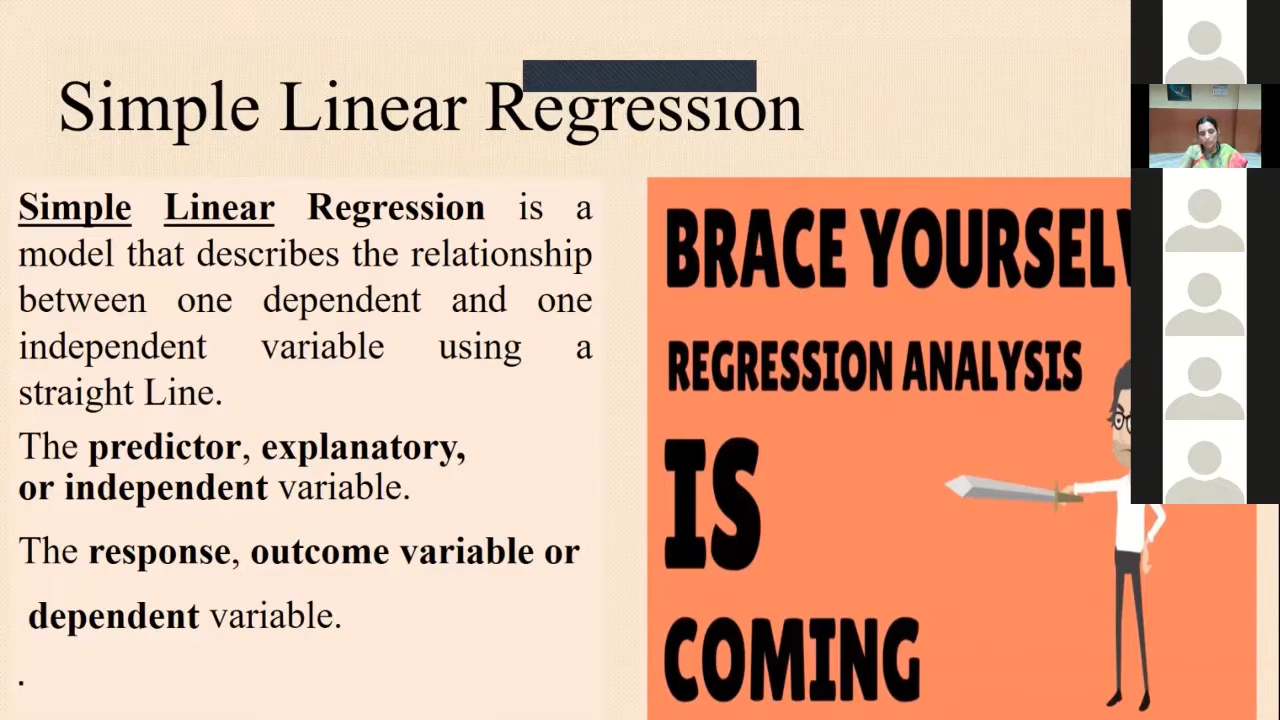 Simple Linear Regression
Simple Linear Regression is a
model that describes the relationship
between one dependent and one
independent variable using a
straight Line.
The predictor, explanatory,
or independent variable.
The response, outcome variable or
dependent variable.
.
BRACE YOURSEL
REGRESSION ANALYSIS
IS
COMING